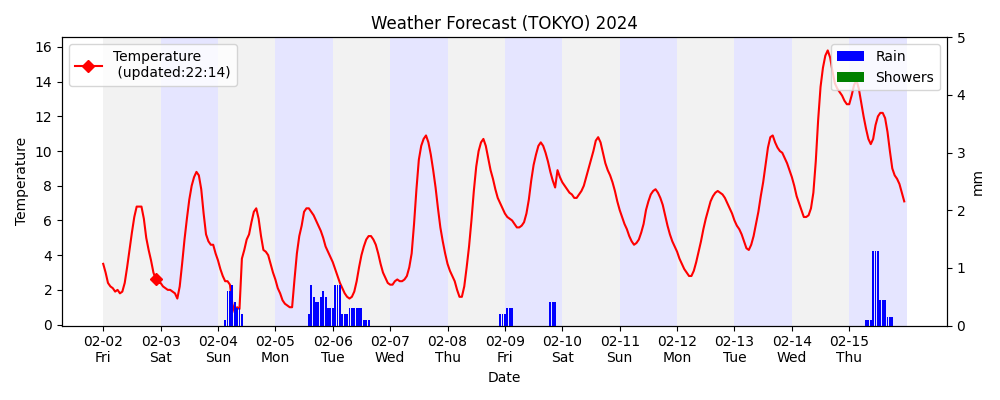 Weather Forecast (TOKYO) 2024
Temperature
(updated:22:14)
Rain
Showers
Temperature
16
14
12
10
8
6
4
2
0
5
4
3
2
1
0
mm
02-02 02-03 02-04 02-05 02-06 02-07 02-08 02-09 02-10 02-11 02-12 02-13 02-14 02-15
Fri Sat Sun Mon Tue Wed Thu Fri Sat Sun Mon Tue Wed Thu
Date